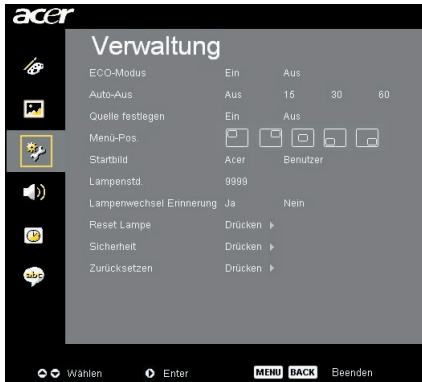 acer
Verwaltung
ECO-Modus Ein Aus
Auto-Aus Aus 15 30 60
Quelle festlegen Ein Aus
Menü-Pos.
Startbild Acer Benutzer
Lampenstd. 9999
Lampenwechsel Erinnerung Ja Nein
Reset Lampe Drücken
Sicherheit Drücken
Zurücksetzen Drücken
abc
Wählen Enter MENU BACK Beenden